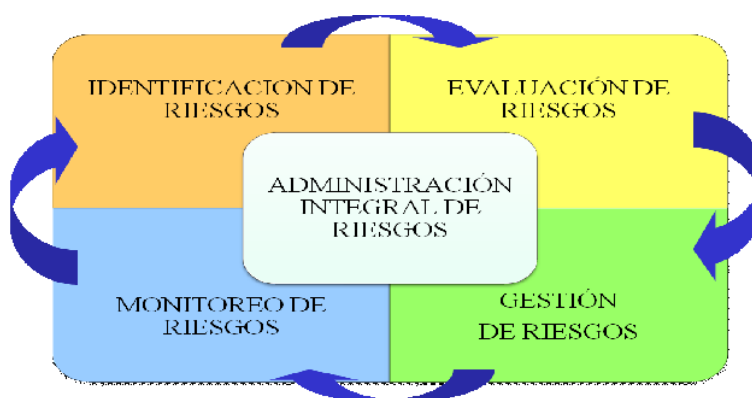 IDENTIFICACION DE
RIESGOS
EVALUACIÓN DE
RIESGOS
ADMINISTRACIÓN
INTEGRAL DE
RIESGOS
MONITOREO DE
RIESGOS
GESTIÓN
DE RIESGOS